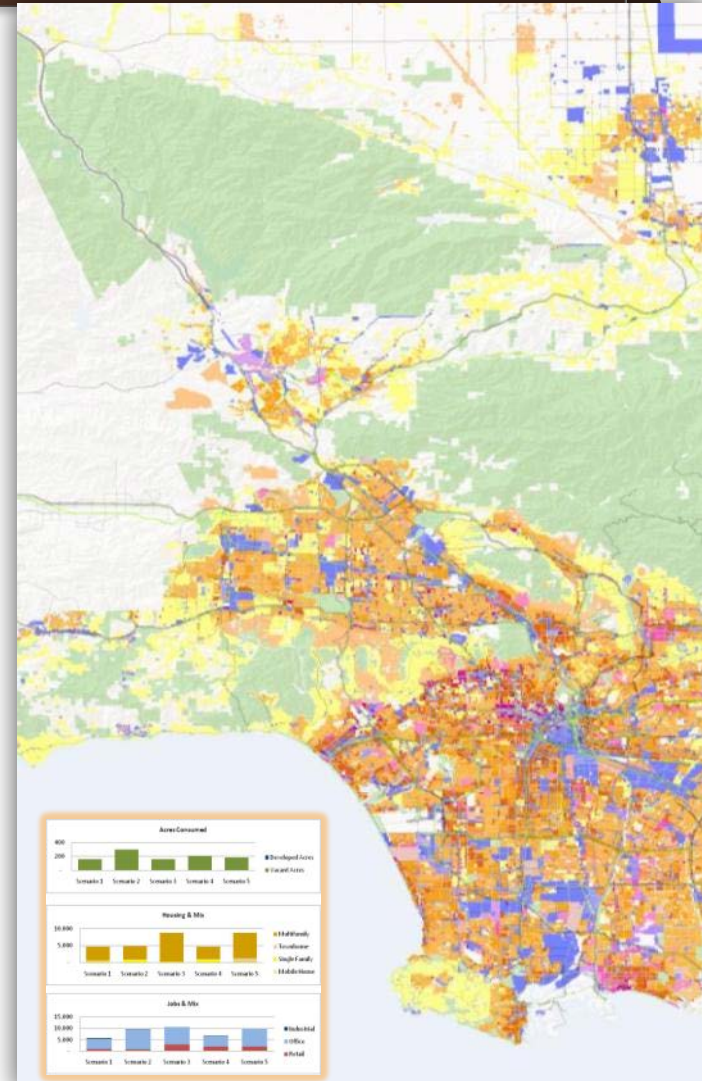 Acres Consumed
400
200
-
Developed Acres
Vacant Acres
Scenario 1 Scenario 2 Scenario 3 Scenario 4 Scenario 5
Housing & Mix
10,000
5,000
-
Multifamily
Townhome
Single Family
Mobile Home
Scenario 1 Scenario 2 Scenario 3 Scenario 4 Scenario 5
Jobs & Mix
15,000
10,000
5,000
-
Industrial
Office
Retail
Scenario 1 Scenario 2 Scenario 3 Scenario 4 Scenario 5